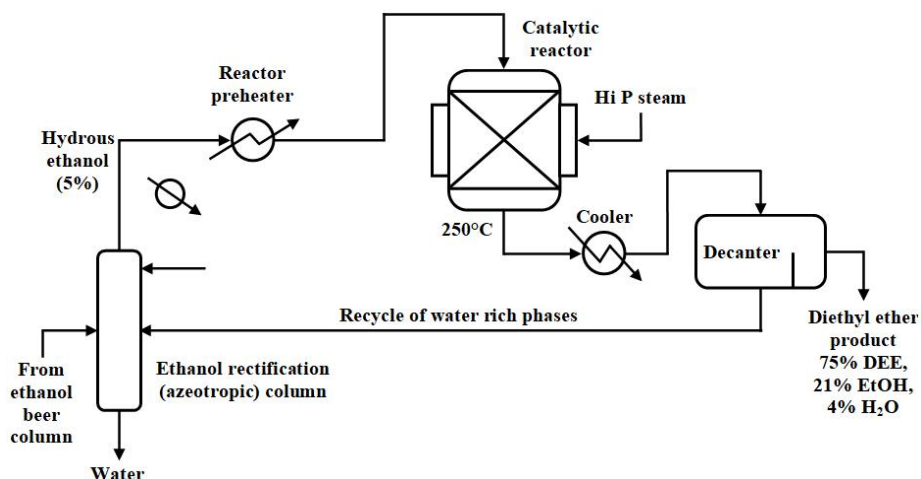 Catalytic
reactor
Reactor
preheater
Hi P steam
Hydrous
ethanol
(5%)
250°C
Cooler
Decanter
Recycle of water rich phases
Diethyl ether
product
75% DEE,
21% EtOH,
4% H₂O
From
ethanol
beer
column
Ethanol rectification
(azeotropic) column
Water